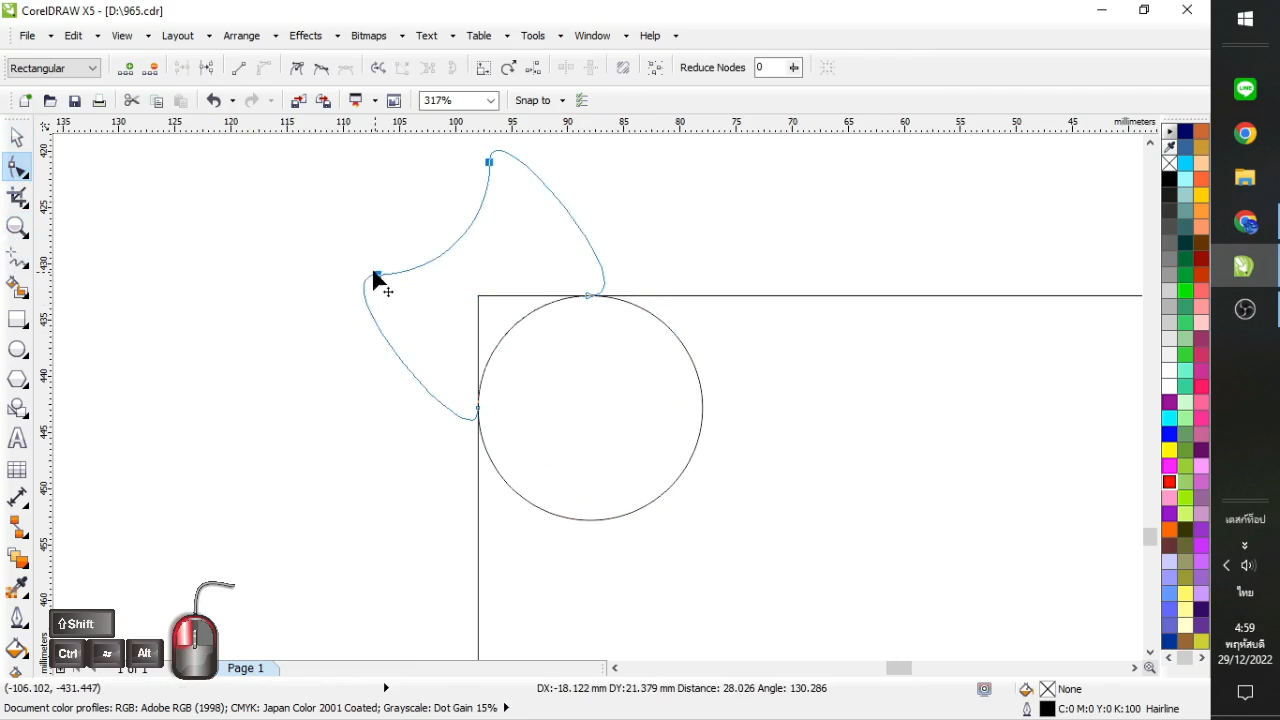 CorelDRAW X5 - [D:\965.cdr]
File Edit View Layout Arrange Effects Bitmaps Text Table Tools Window Help
Rectangular Reduce Nodes 0
317% Snap to
135 130 125 120 115 110 105 100 95 90 85 80 75 70 65 60 55 50 45 millimeters
millimeters
Shift
Ctrl Alt
1 of 1 Page 1
(-106.102, -431.447) DX:-18.122 mm DY:21.379 mm Distance: 28.026 Angle: 130.286 None
Document color profiles: RGB: Adobe RGB (1998); CMYK: Japan Color 2001 Coated; Grayscale: Dot Gain 15% C:0 M:0 Y:0 K:100 Hairline
LINE
เดสก์ท็อป
ไทย
4:59
พฤหัสบดี
29/12/2022